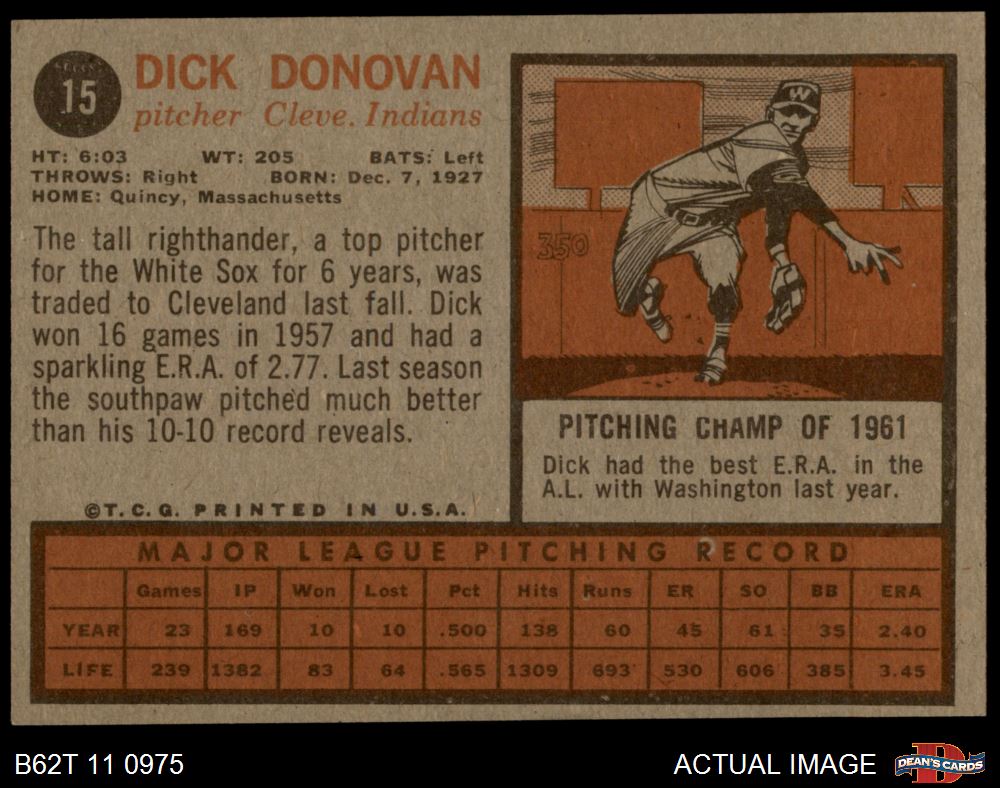 15
DICK DONOVAN
pitcher Cleve. Indians
HT: 6:03 WT: 205 BATS: Left
THROWS: Right BORN: Dec. 7, 1927
HOME: Quincy, Massachusetts
The tall righthander, a top pitcher
for the White Sox for 6 years, was
traded to Cleveland last fall. Dick
won 16 games in 1957 and had a
sparkling E.R.A. of 2.77. Last season
the southpaw pitched much better
than his 10-10 record reveals.
©T.C.G. PRINTED IN U.S.A.
W
350
PITCHING CHAMP OF 1961
Dick had the best E.R.A. in the
A.L. with Washington last year.
MAJOR LEAGUE PITCHING RECORD
Games IP Won Lost Pct Hits Runs ER SO BB ERA
YEAR 23 169 10 10 .500 138 60 45 61 35 2.40
LIFE 239 1382 83 64 .565 1309 693 530 606 385 3.45
B62T 11 0975
ACTUAL IMAGE
D
DEAN'S CARDS